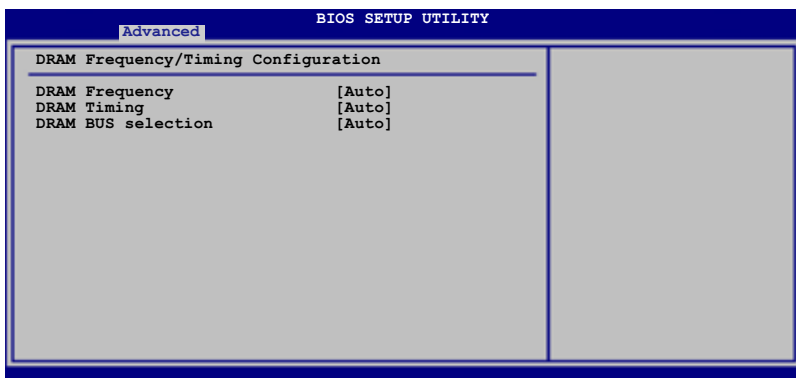 BIOS SETUP UTILITY
Advanced
DRAM Frequency/Timing Configuration
DRAM Frequency [Auto]
DRAM Timing [Auto]
DRAM BUS selection [Auto]